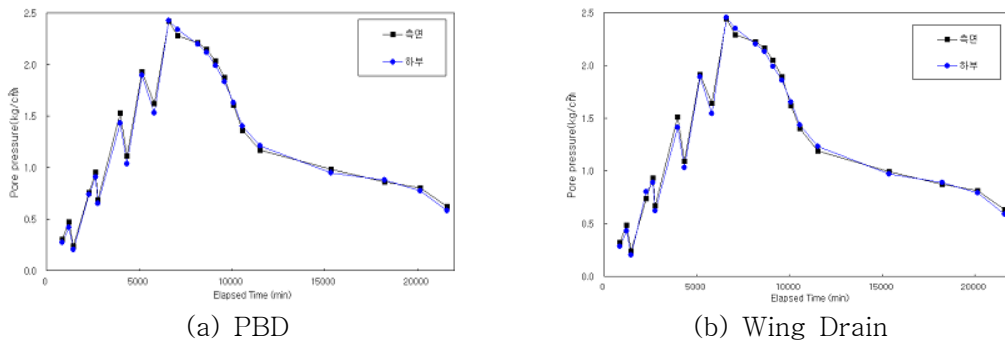 2.5
2.0
1.5
1.0
0.5
0.0
Pore pressure(kg/㎠)
0 5000 10000 15000 20000
Elapsed Time (min)
측면
하부
(a) PBD
2.5
2.0
1.5
1.0
0.5
0.0
Pore pressure(kg/㎠)
0 5000 10000 15000 20000
Elapsed Time (min)
측면
하부
(b) Wing Drain